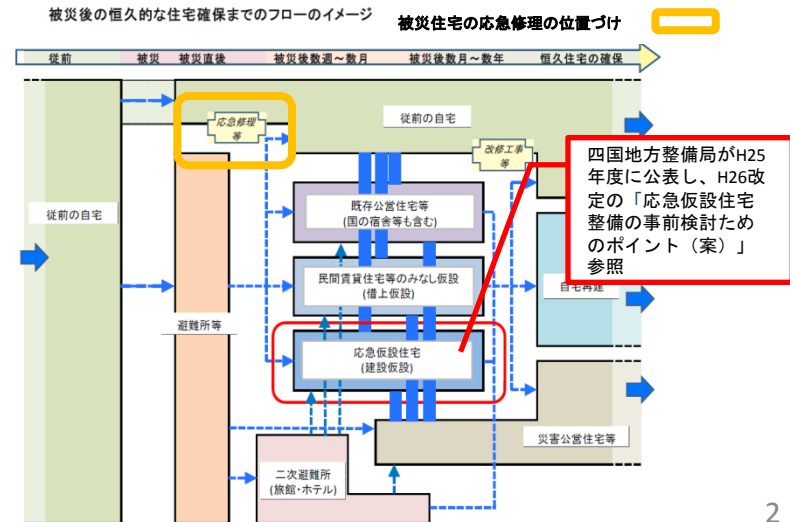 被災後の恒久的な住宅確保までのフローのイメージ
被災住宅の応急修理の位置づけ
従前
被災
被災直後
被災後数週～数月
被災後数月～数年
恒久住宅の確保
応急修理
等
従前の自宅
改修工事
等
四国地方整備局がH25
年度に公表し、H26改
定の「応急仮設住宅
整備の事前検討ため
のポイント（案）」
参照
従前の自宅
既存公営住宅等
(国の宿舎等も含む)
民間賃貸住宅等のみなし仮設
(借上仮設)
自宅再建
避難所等
応急仮設住宅
(建設仮設)
災害公営住宅等
二次避難所
(旅館・ホテル)
2